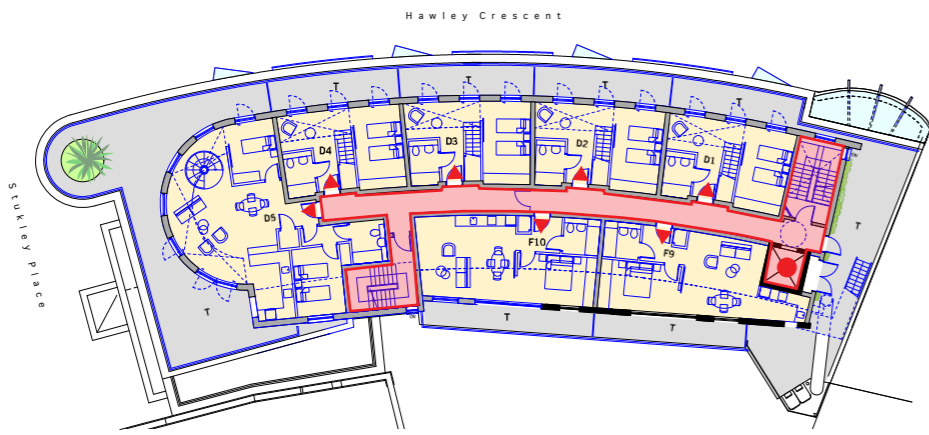 Hawley Crescent
Stukley Place
T
T
T
T
T
D4
D3
D2
D1
D5
F10
F9
T
T
T